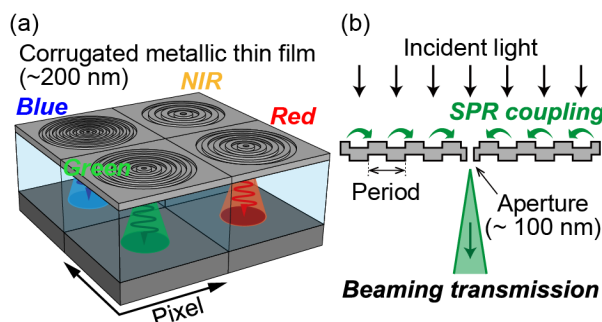 (a)
Corrugated metallic thin film
(~200 nm)
NIR
Blue
Red
Green
Pixel
(b)
Incident light
SPR coupling
Period
Aperture
(~ 100 nm)
Beaming transmission